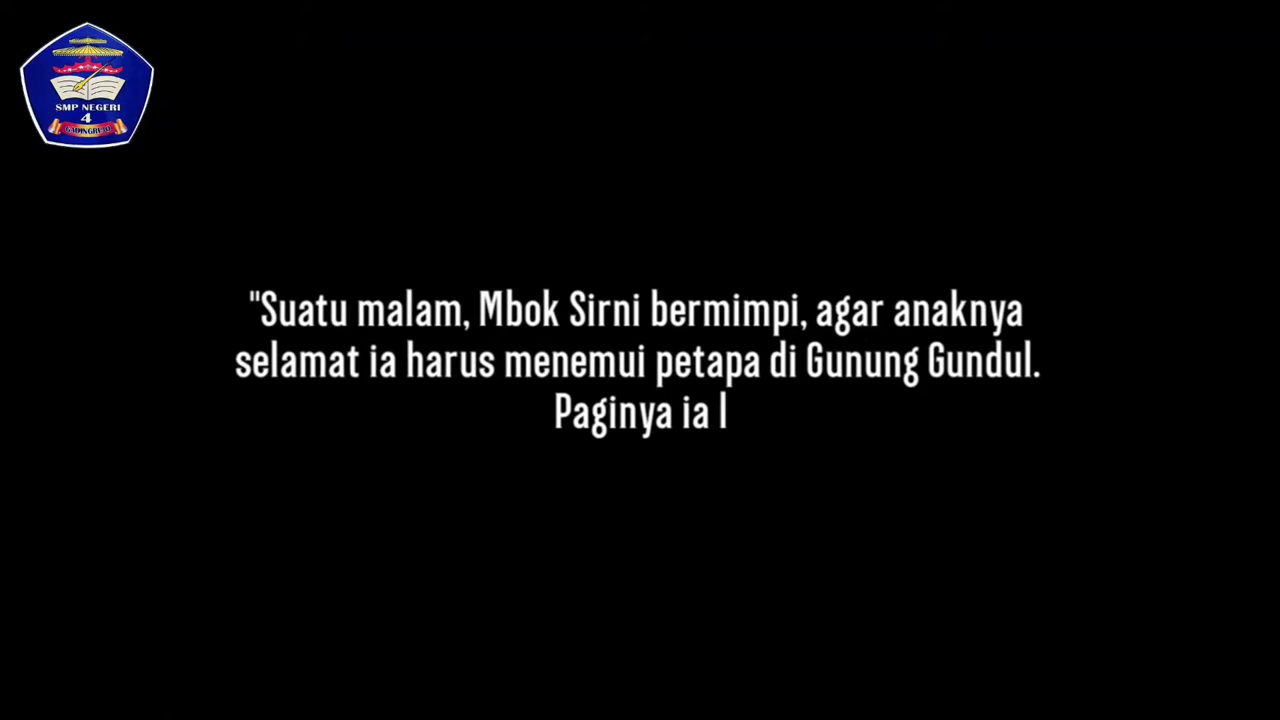 SMP NEGERI
4
GADINGREJO
"Suatu malam, Mbok Sirni bermimpi, agar anaknya
selamat ia harus menemui petapa di Gunung Gundul.
Paginya ia l